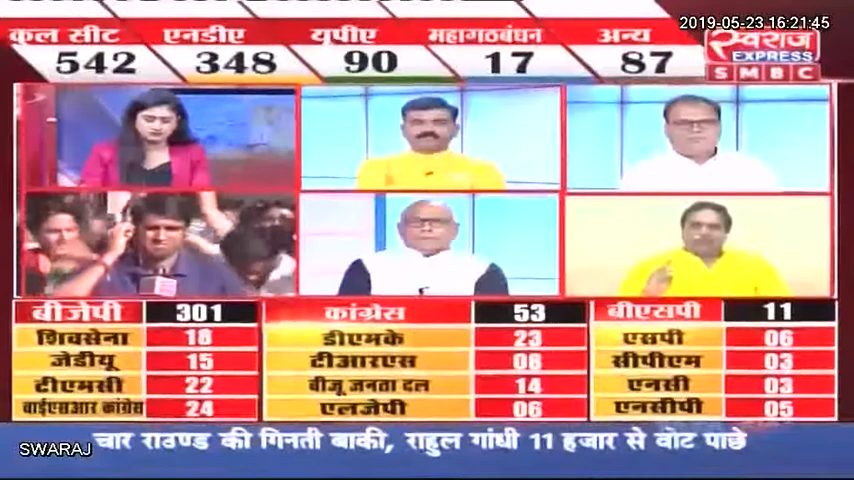 2019-05-23 16:21:45
कुल सीट एनडीए यूपीए महागठबंधन अन्य
542 348 90 17 87
स्वराज
EXPRESS
SMBC
बीजेपी 301 कांग्रेस 53 बीएसपी 11
शिवसेना 18 डीएमके 23 एसपी 06
जेडीयू 15 टीआरएस 08 सीपीएम 03
टीएमसी 22 बीजू जनता दल 14 एनसी 03
वाईएसआर कांग्रेस 24 एलजेपी 06 एनसीपी 05
चार राउण्ड की गिनती बाकी, राहुल गांधी 11 हजार से वोट पाछे
SWARAJ